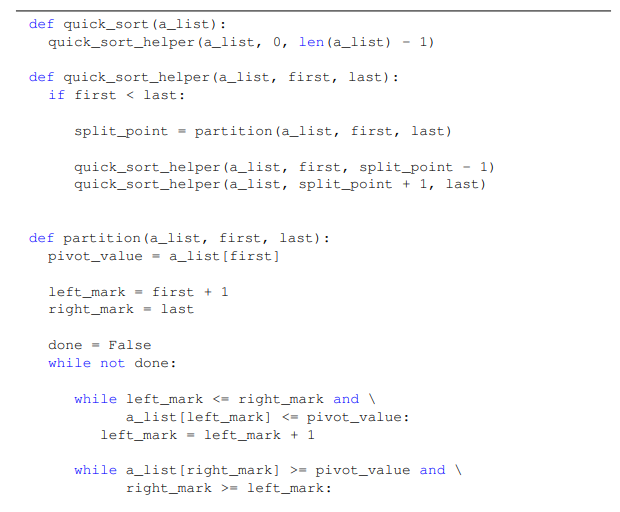 def quick_sort(a_list):
  quick_sort_helper(a_list, 0, len(a_list) - 1)

def quick_sort_helper(a_list, first, last):
  if first < last:

     split_point = partition(a_list, first, last)

     quick_sort_helper(a_list, first, split_point - 1)
     quick_sort_helper(a_list, split_point + 1, last)


def partition(a_list, first, last):
  pivot_value = a_list[first]

  left_mark = first + 1
  right_mark = last

  done = False
  while not done:

     while left_mark <= right_mark and \
           a_list[left_mark] <= pivot_value:
        left_mark = left_mark + 1

     while a_list[right_mark] >= pivot_value and \
           right_mark >= left_mark: